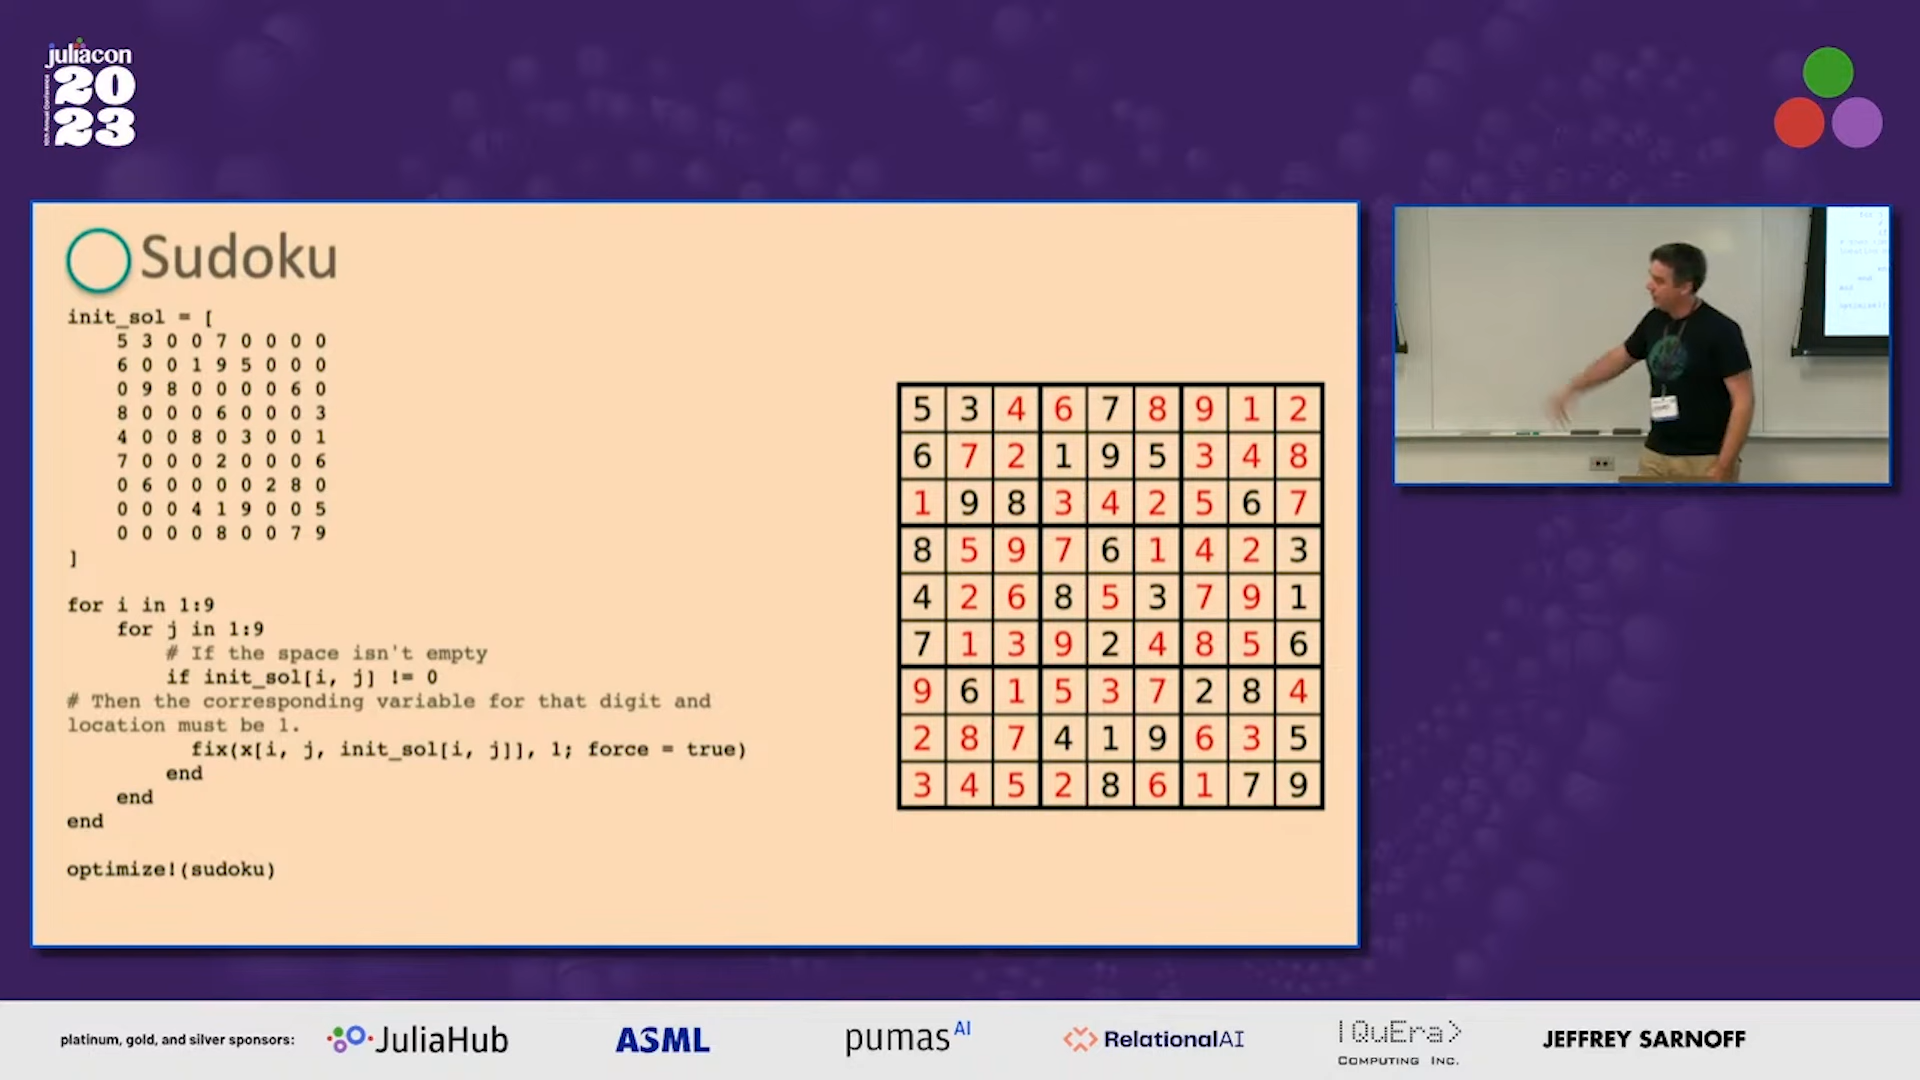 juliacon
2023
Sudoku
init_sol = [
5 3 0 0 7 0 0 0 0
6 0 0 1 9 5 0 0 0
0 9 8 0 0 0 0 6 0
8 0 0 0 6 0 0 0 3
4 0 0 8 0 3 0 0 1
7 0 0 0 2 0 0 0 6
0 6 0 0 0 0 2 8 0
0 0 0 4 1 9 0 0 5
0 0 0 0 8 0 0 7 9
]
for i in 1:9
for j in 1:9
# If the space isn't empty
if init_sol[i, j] != 0
# Then the corresponding variable for that digit and
location must be 1.
fix(x[i, j, init_sol[i, j]], 1; force = true)
end
end
end
optimize!(sudoku)
5 3 4 6 7 8 9 1 2
6 7 2 1 9 5 3 4 8
1 9 8 3 4 2 5 6 7
8 5 9 7 6 1 4 2 3
4 2 6 8 5 3 7 9 1
7 1 3 9 2 4 8 5 6
9 6 1 5 3 7 2 8 4
2 8 7 4 1 9 6 3 5
3 4 5 2 8 6 1 7 9
platinum, gold, and silver sponsors:
JuliaHub
ASML
pumasAI
RelationalAI
|QuEra>
COMPUTING INC.
JEFFREY SARNOFF